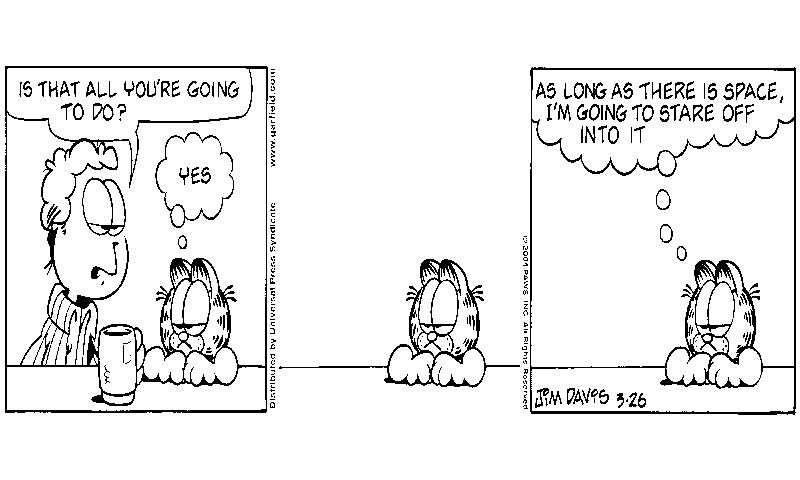 IS THAT ALL YOU'RE GOING
TO DO?
YES
www.garfield.com
Distributed by Universal Press Syndicate
© 2001 PAWS, INC. All Rights Reserved
AS LONG AS THERE IS SPACE,
I'M GOING TO STARE OFF
INTO IT
JIM DAVIS 3·26